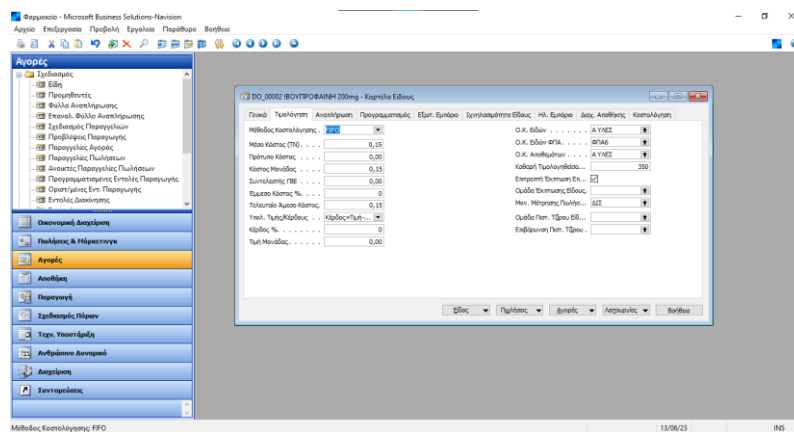 Φαρμακείο - Microsoft Business Solutions-Navision
Αρχείο Επεξεργασία Προβολή Εργαλεία Παράθυρο Βοήθεια
Αγορές
Σχεδιασμός
Είδη
Προμηθευτές
Φύλλα Αναπλήρωσης
Επαναλ. Φύλλο Αναπλήρωσης
Σχεδιασμός Παραγγελιών
Προβλέψεις Παραγωγής
Παραγγελίες Αγοράς
Παραγγελίες Πωλήσεων
Ανοικτές Παραγγελίες Πωλήσεων
Προγραμματισμένες Εντολές Παραγωγής
Οριστ/μένες Εντ. Παραγωγής
Εντολές Διακίνησης
Οικονομική Διαχείριση
Πωλήσεις & Μάρκετινγκ
Αγορές
Αποθήκη
Παραγωγή
Σχεδιασμός Πόρων
Τεχν. Υποστήριξη
Ανθρώπινο Δυναμικό
Διαχείριση
Συντομεύσεις
DO_00002 ΙΒΟΥΠΡΟΦΑΙΝΗ 200mg - Καρτέλα Είδους
Γενικά Τιμολόγηση Αναπλήρωση Προγραμματισμός Εξωτ. Εμπόριο Ιχνηλασιμότητα Είδους Ηλ. Εμπόριο Διαχ. Αποθήκης Κοστολόγηση
Μέθοδος Κοστολόγησης . FIFO
Μέσο Κόστος (ΤΝ). . . . . 0,15
Πρότυπο Κόστος . . . . . 0,00
Κόστος Μονάδος . . . . . 0,15
Συντελεστής ΓΒΕ . . . . . 0,00
Έμμεσο Κόστος %. . . . . 0
Τελευταίο Άμεσο Κόστος. 0,15
Υπολ. Τιμής/Κέρδους . . . Κέρδος=Τιμή-...
Κέρδος %. . . . . . . . 0
Τιμή Μονάδας. . . . . . 0,00
Ο.Κ. Ειδών . . . . . . . Α ΥΛΕΣ
Ο.Κ. Είδους ΦΠΑ. . . . . ΦΠΑ6
Ο.Κ. Αποθεμάτων . . . . Α ΥΛΕΣ
Καθαρή Τιμολογηθείσα... 350
Επιτρεπτή Έκπτωση Επ...
Ομάδα Έκπτωσης Είδους.
Μον. Μέτρησης Πωλήσ... ΔΙΣ
Ομάδα Πιστ. Τζίρου Είδ...
Επιβάρυνση Πιστ. Τζίρου .
Είδος Πωλήσεις Αγορές Λειτουργίες Βοήθεια
Μέθοδος Κοστολόγησης: FIFO 13/06/23 INS